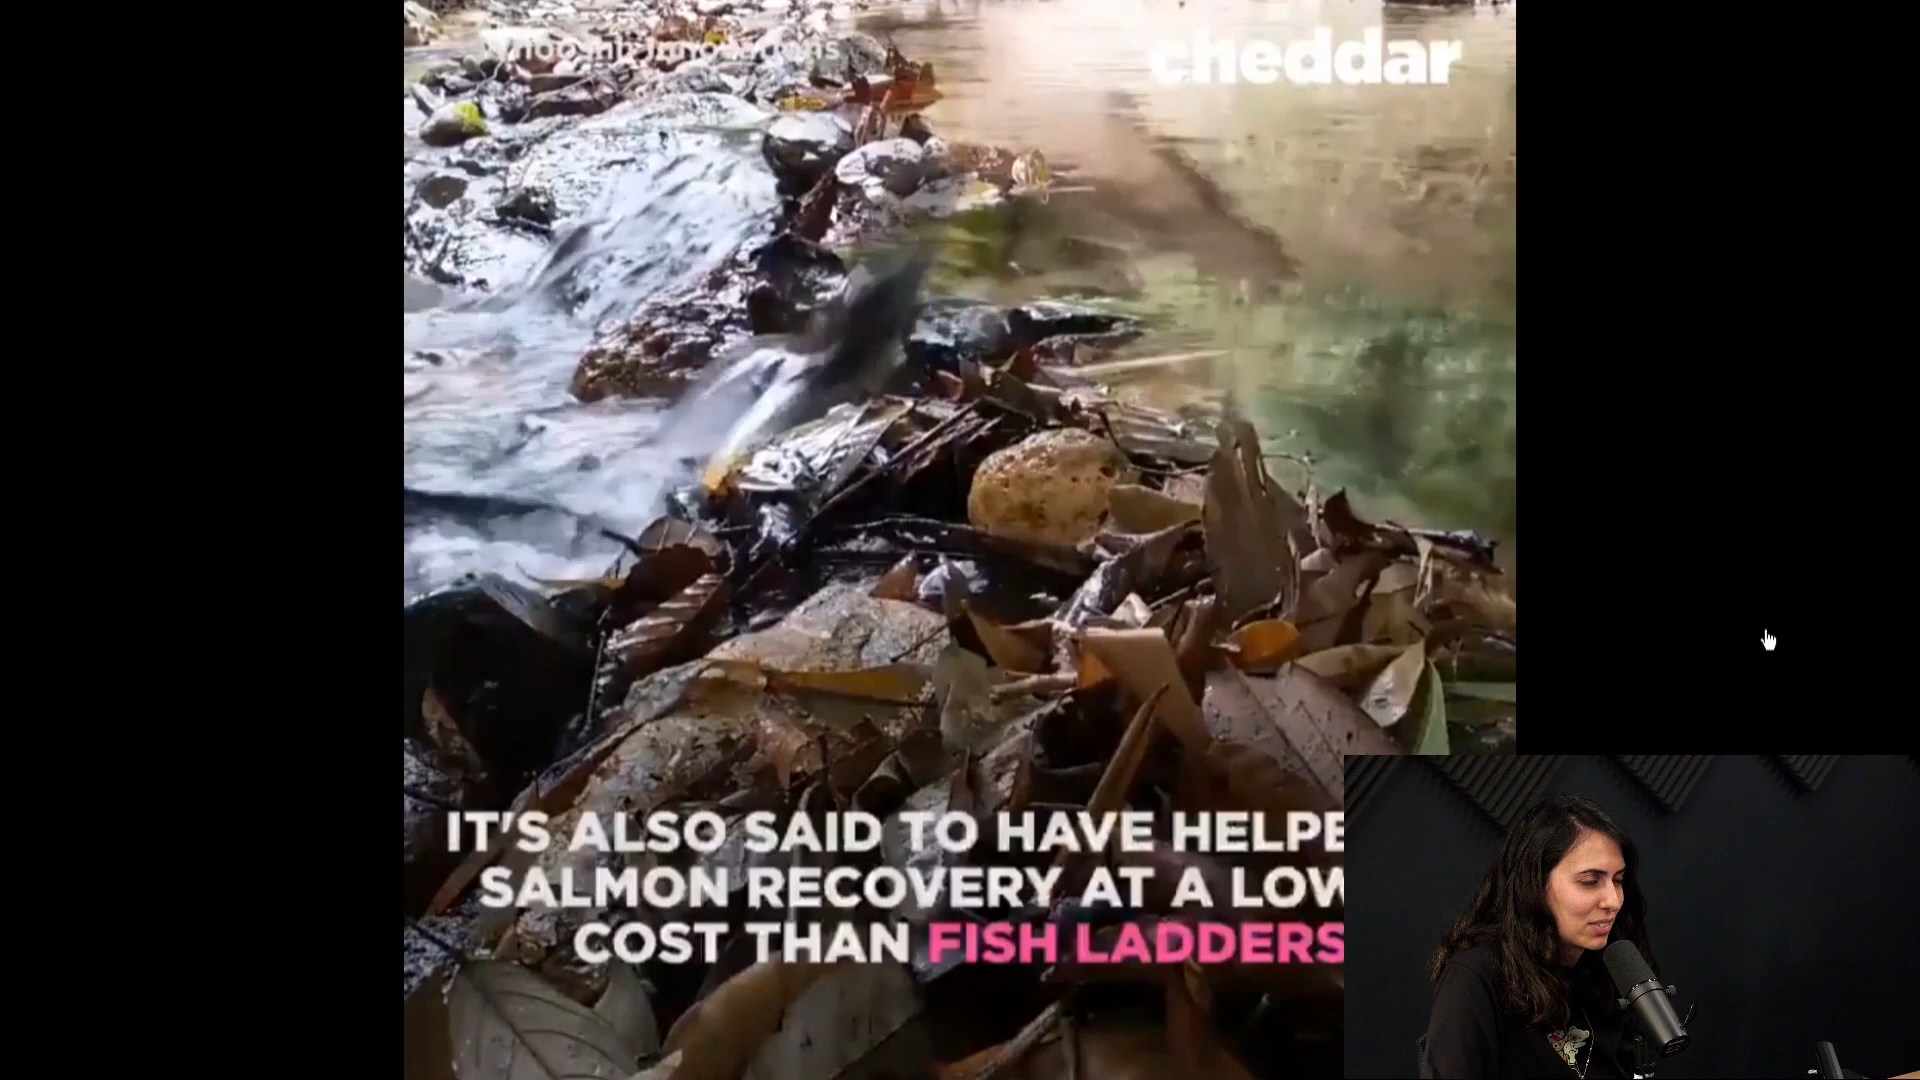 cheddar
IT'S ALSO SAID TO HAVE HELPE
SALMON RECOVERY AT A LOW
COST THAN FISH LADDERS